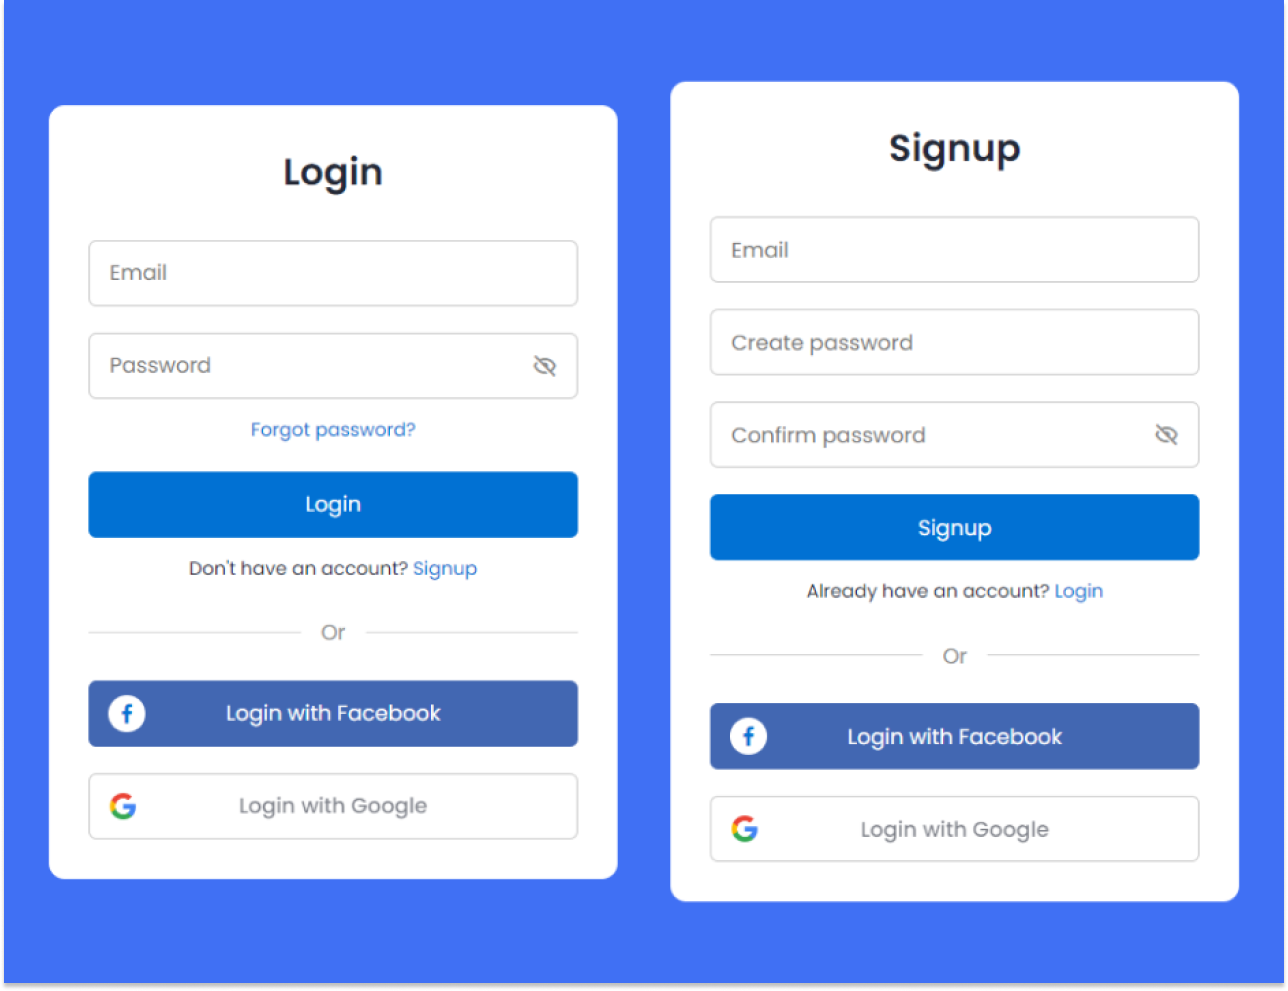 Login
Email
Password
Forgot password?
Login
Don't have an account? Signup
Or
Login with Facebook
Login with Google
Signup
Email
Create password
Confirm password
Signup
Already have an account? Login
Or
Login with Facebook
Login with Google